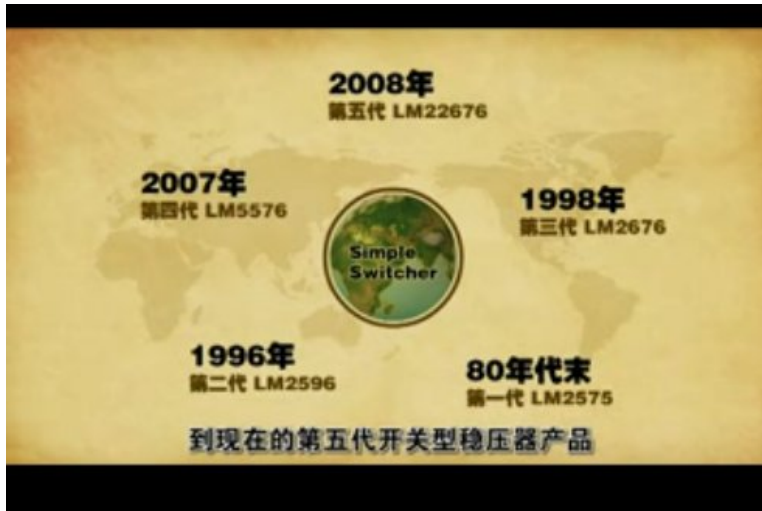 2008年
第五代 LM22676
2007年
第四代 LM5576
1998年
第三代 LM2676
Simple
Switcher
1996年
第二代 LM2596
80年代末
第一代 LM2575
到现在的第五代开关型稳压器产品